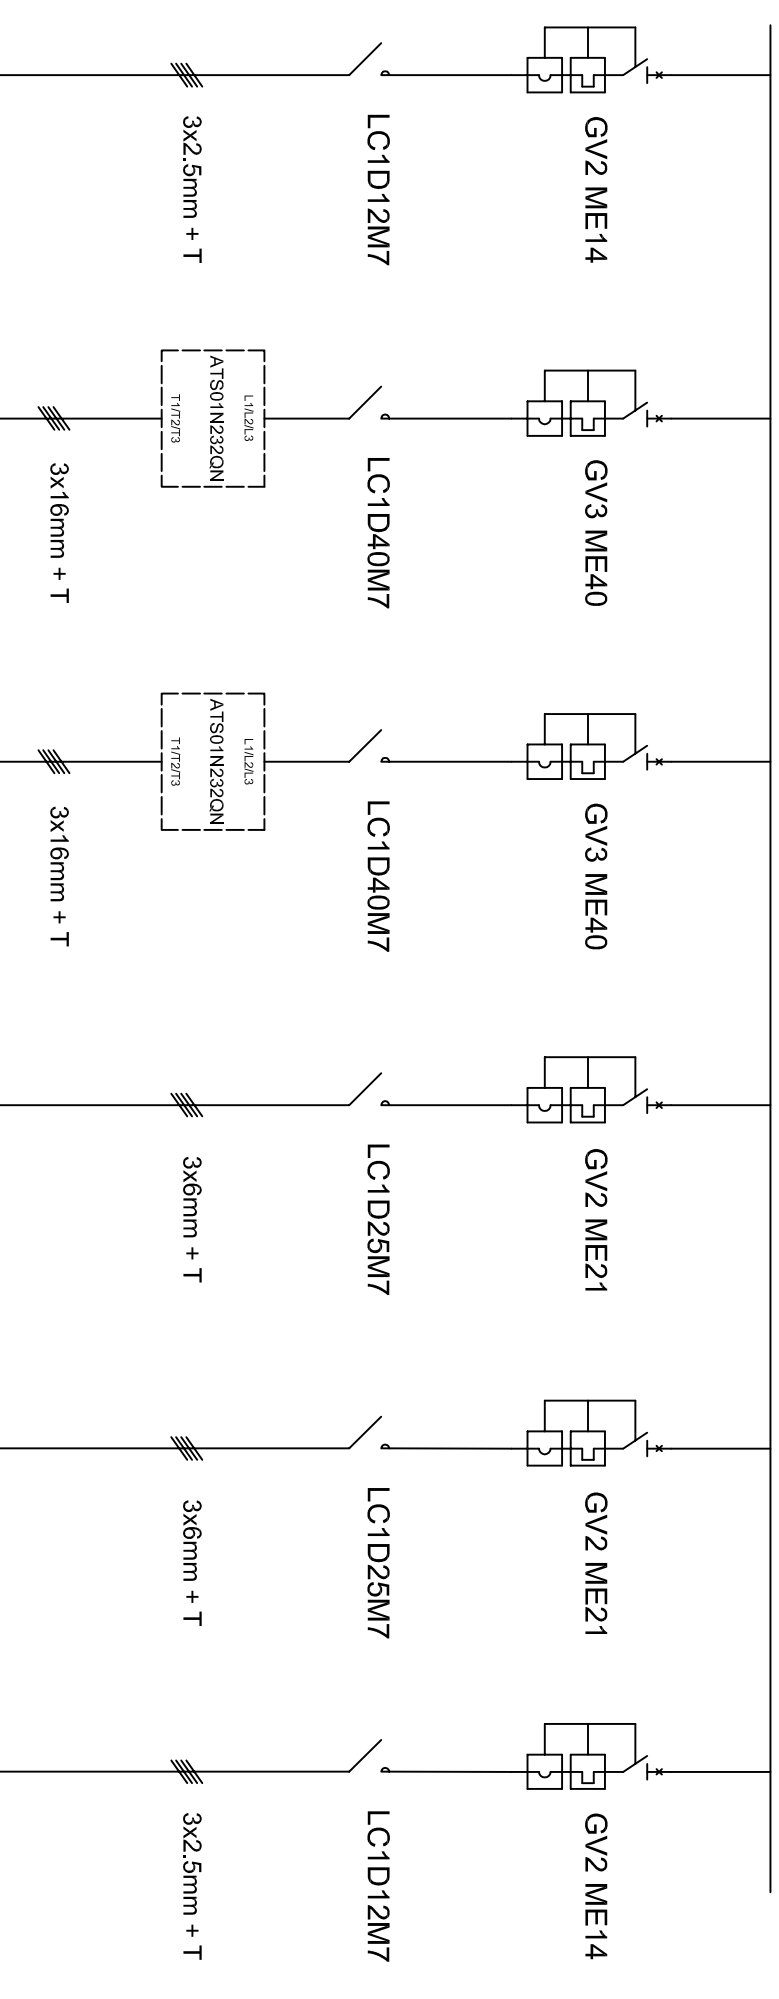 GV2 ME14
LC1D12M7
3x2.5mm + T
GV3 ME40
LC1D40M7
L1/L2/L3
ATS01N232QN
T1/T2/T3
3x16mm + T
GV3 ME40
LC1D40M7
L1/L2/L3
ATS01N232QN
T1/T2/T3
3x16mm + T
GV2 ME21
LC1D25M7
3x6mm + T
GV2 ME21
LC1D25M7
3x6mm + T
GV2 ME14
LC1D12M7
3x2.5mm + T